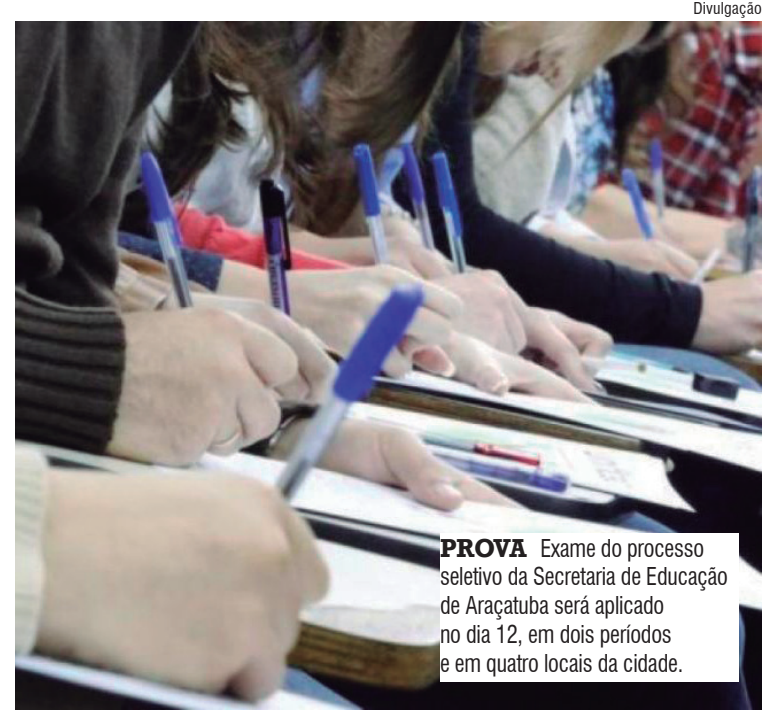 Divulgação
PROVA Exame do processo
seletivo da Secretaria de Educação
de Araçatuba será aplicado
no dia 12, em dois períodos
e em quatro locais da cidade.